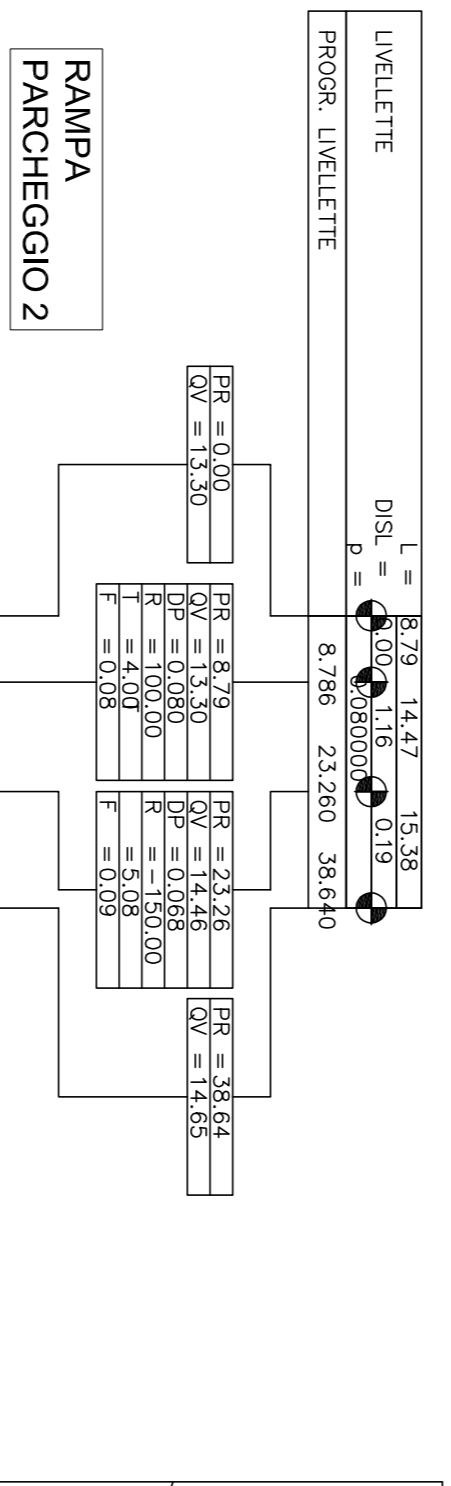 LIVELLETTE
L = 8.79 14.47 15.38
DISL = 0.00 1.16 0.19
p = 0.080000
PROGR. LIVELLETTE 8.786 23.260 38.640
PR =0.00
QV =13.30
PR =8.79
QV =13.30
DP =0.080
R =100.00
T =4.00
F =0.08
PR =23.26
QV =14.46
DP =0.068
R =-150.00
T =5.08
F =0.09
PR =38.64
QV =14.65
RAMPA
PARCHEGGIO 2